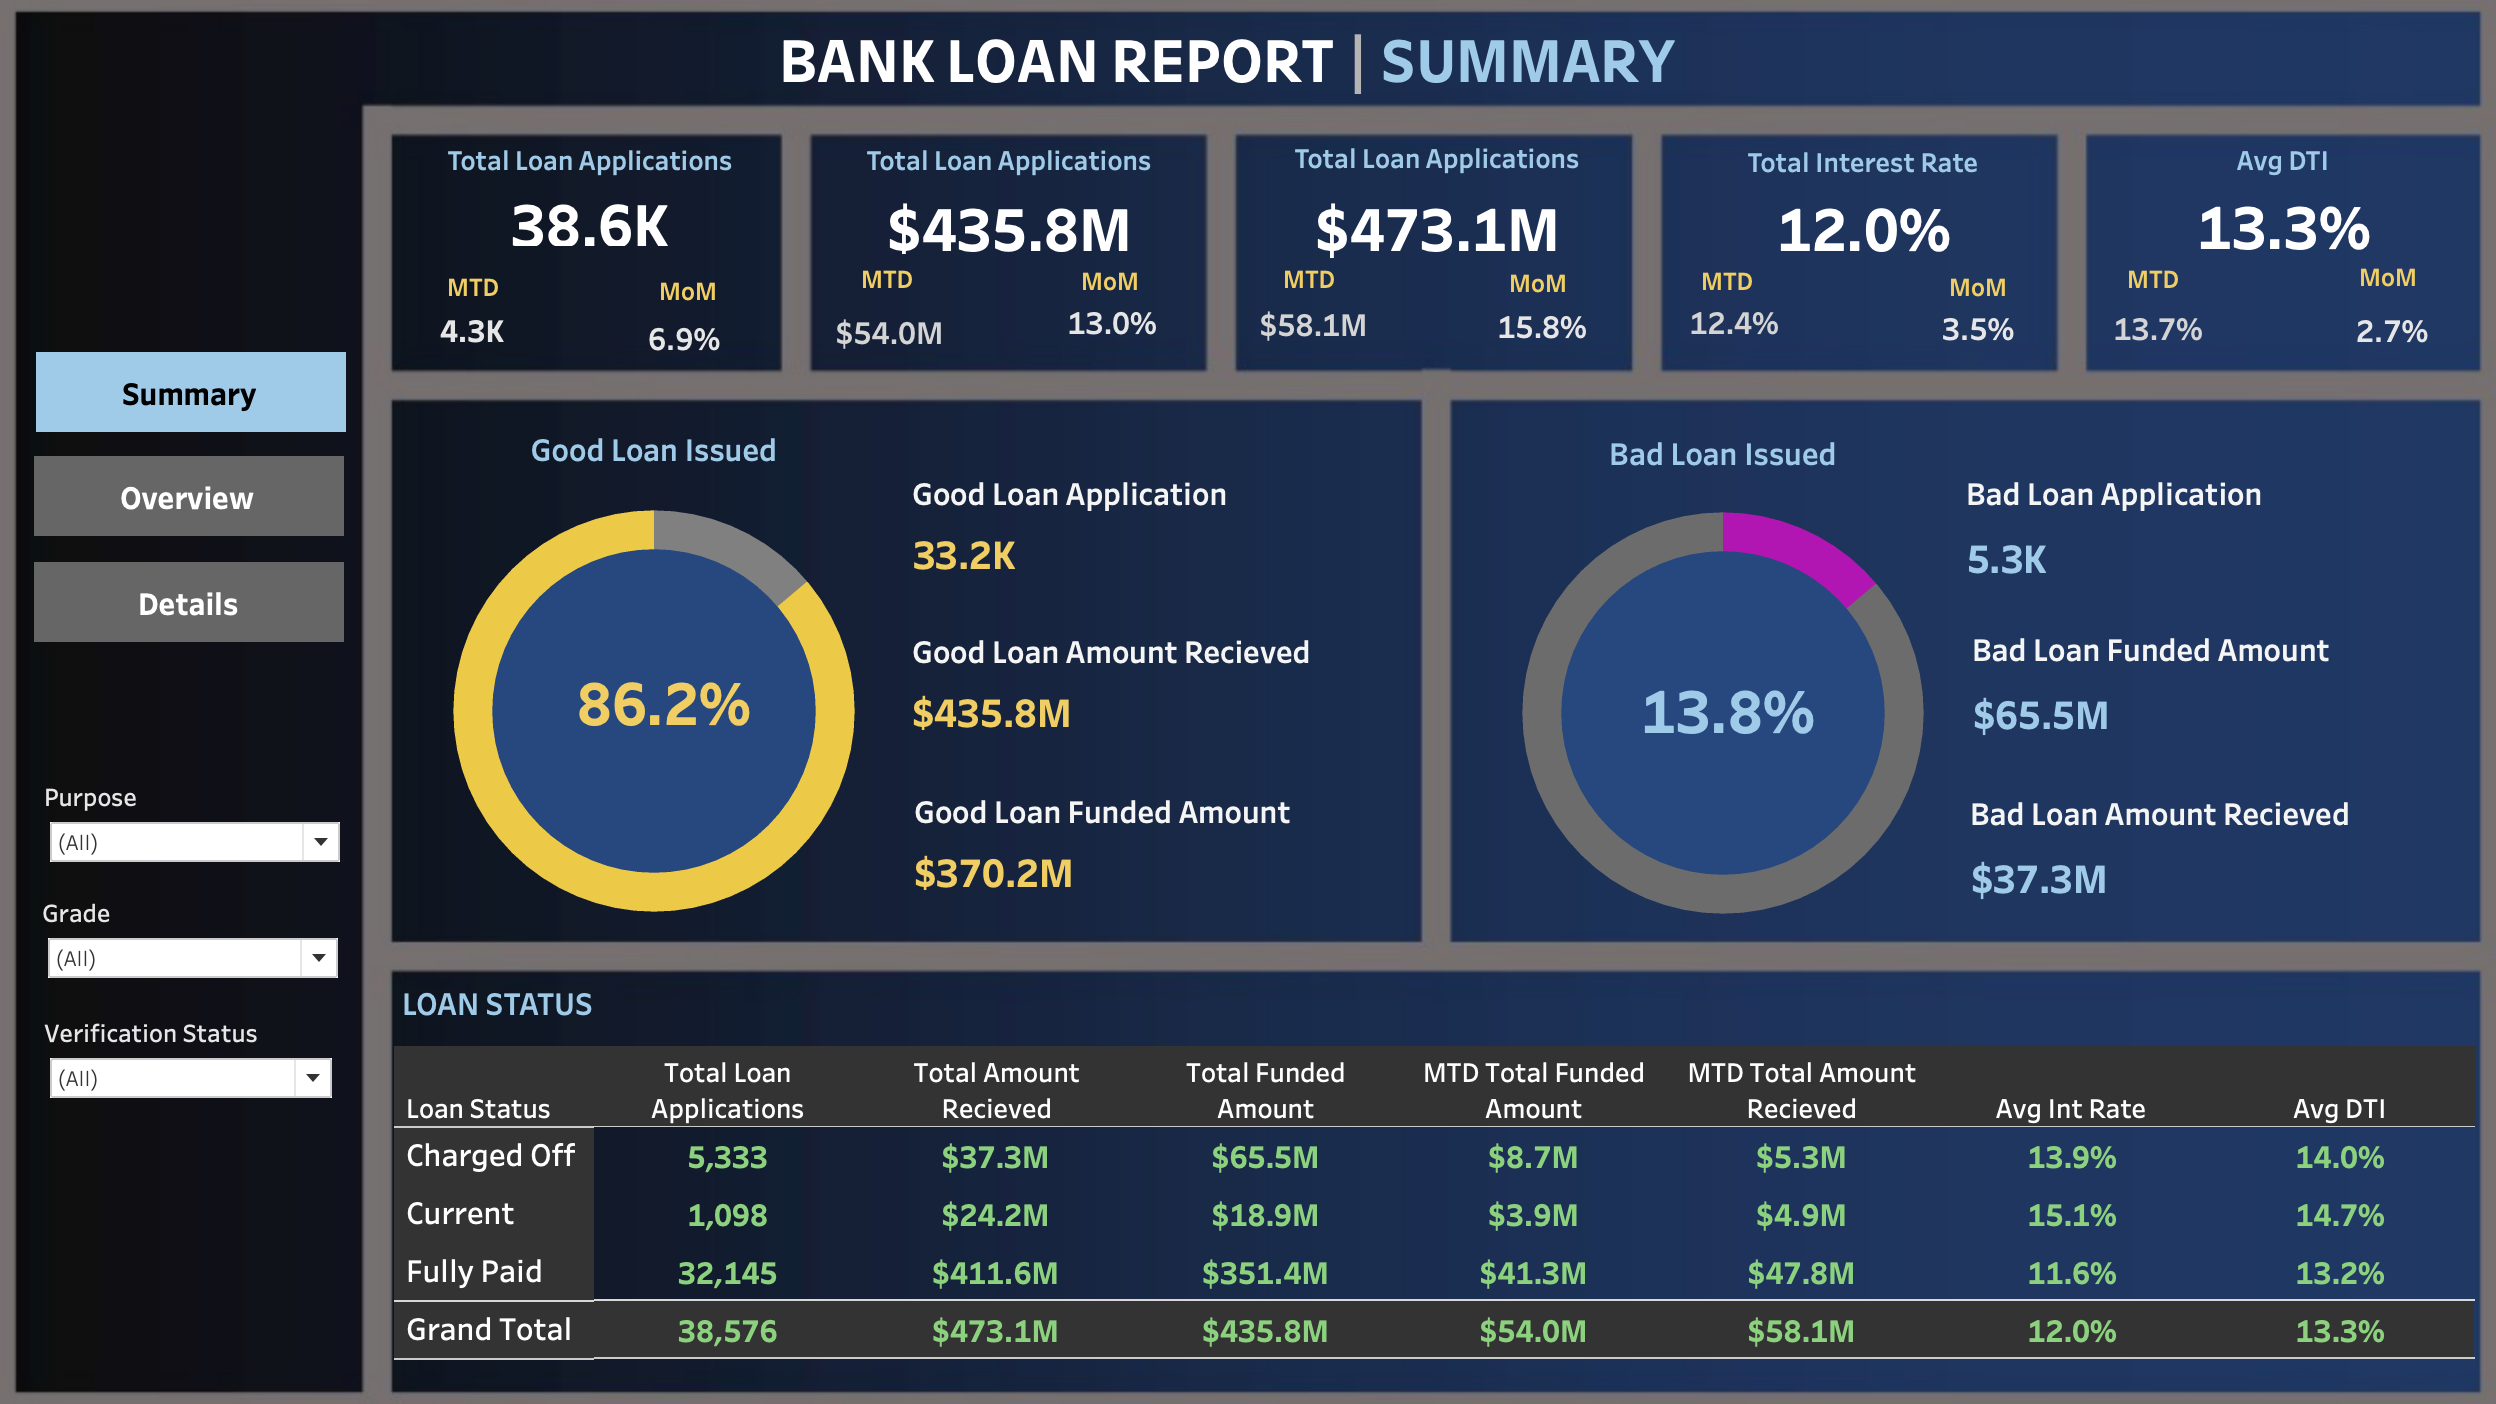 BANK LOAN REPORT | SUMMARY
Total Loan Applications
38.6K
MTD
MoM
4.3K
6.9%
Total Loan Applications
$435.8M
MTD
MoM
$54.0M
13.0%
Total Loan Applications
$473.1M
MTD
MoM
$58.1M
15.8%
Total Interest Rate
12.0%
MTD
MoM
12.4%
3.5%
Avg DTI
13.3%
MTD
MoM
13.7%
2.7%
Summary
Overview
Details
Purpose
(All)
Grade
(All)
Verification Status
(All)
Good Loan Issued
86.2%
Good Loan Application
33.2K
Good Loan Amount Recieved
$435.8M
Good Loan Funded Amount
$370.2M
Bad Loan Issued
13.8%
Bad Loan Application
5.3K
Bad Loan Funded Amount
$65.5M
Bad Loan Amount Recieved
$37.3M
LOAN STATUS
Total Loan Total Amount Total Funded MTD Total Funded MTD Total Amount
Loan Status Applications Recieved Amount Amount Recieved Avg Int Rate Avg DTI
Charged Off 5,333 $37.3M $65.5M $8.7M $5.3M 13.9% 14.0%
Current 1,098 $24.2M $18.9M $3.9M $4.9M 15.1% 14.7%
Fully Paid 32,145 $411.6M $351.4M $41.3M $47.8M 11.6% 13.2%
Grand Total 38,576 $473.1M $435.8M $54.0M $58.1M 12.0% 13.3%